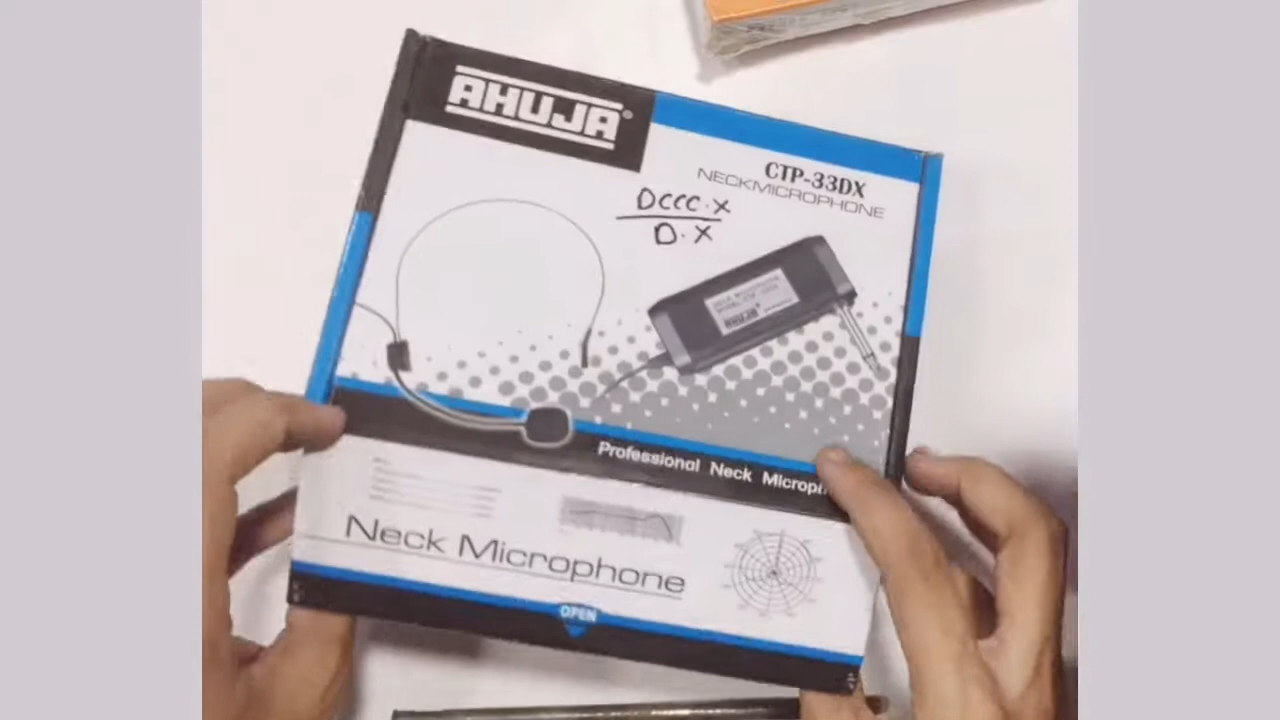 AHUJA®
CTP-33DX
NECKMICROPHONE
DCCC.X
D.X
Professional Neck Microph
Neck Microphone
OPEN